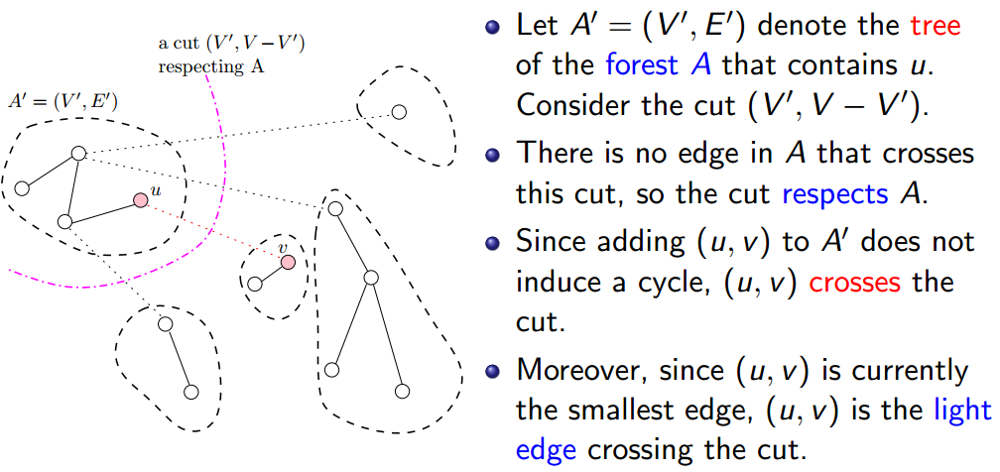 a cut (V′, V − V′)
respecting A
A′ = (V′, E′)
u
v
Let A′ = (V′, E′) denote the tree
of the forest A that contains u.
Consider the cut (V′, V − V′).
There is no edge in A that crosses
this cut, so the cut respects A.
Since adding (u, v) to A′ does not
induce a cycle, (u, v) crosses the
cut.
Moreover, since (u, v) is currently
the smallest edge, (u, v) is the light
edge crossing the cut.